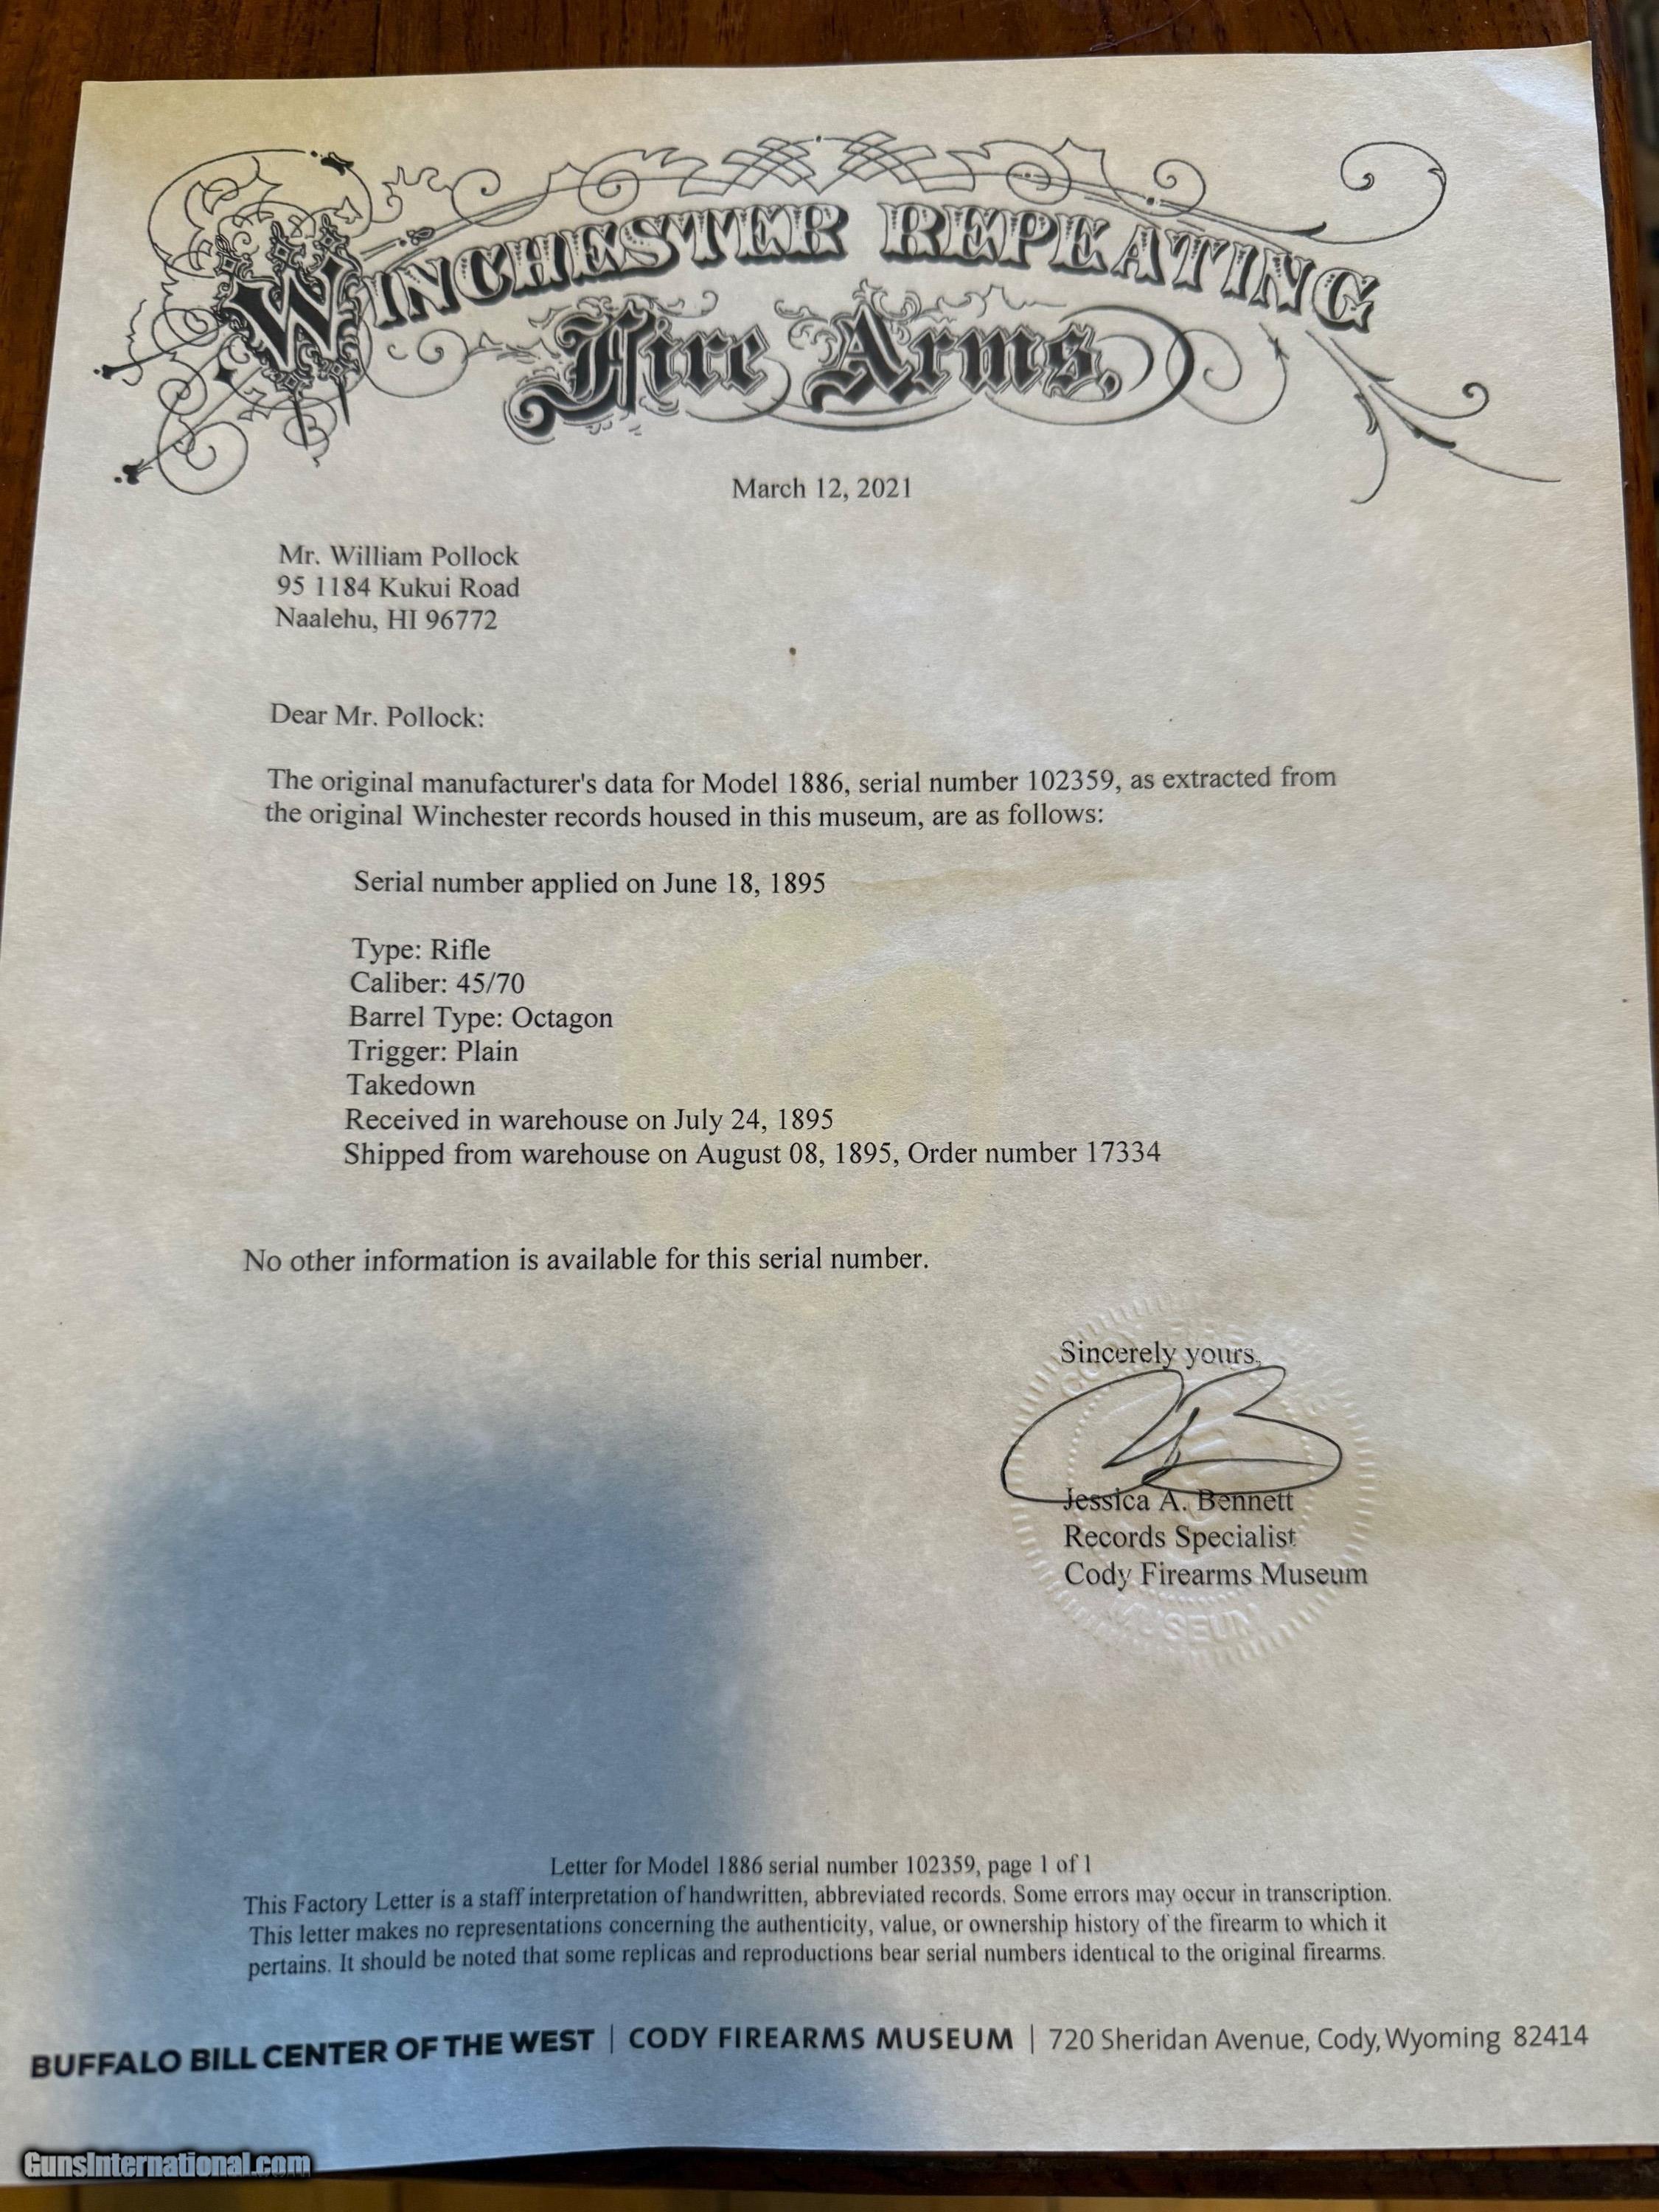 WINCHESTER REPEATING
Fire Arms,
March 12, 2021
Mr. William Pollock
95 1184 Kukui Road
Naalehu, HI 96772
Dear Mr. Pollock:
The original manufacturer's data for Model 1886, serial number 102359, as extracted from
the original Winchester records housed in this museum, are as follows:
Serial number applied on June 18, 1895
Type: Rifle
Caliber: 45/70
Barrel Type: Octagon
Trigger: Plain
Takedown
Received in warehouse on July 24, 1895
Shipped from warehouse on August 08, 1895, Order number 17334
No other information is available for this serial number.
Sincerely yours,
Jessica A. Bennett
Records Specialist
Cody Firearms Museum
MUSEUM
Letter for Model 1886 serial number 102359, page 1 of 1
This Factory Letter is a staff interpretation of handwritten, abbreviated records. Some errors may occur in transcription.
This letter makes no representations concerning the authenticity, value, or ownership history of the firearm to which it
pertains. It should be noted that some replicas and reproductions bear serial numbers identical to the original firearms.
BUFFALO BILL CENTER OF THE WEST | CODY FIREARMS MUSEUM | 720 Sheridan Avenue, Cody, Wyoming 82414
GunsInternational.com